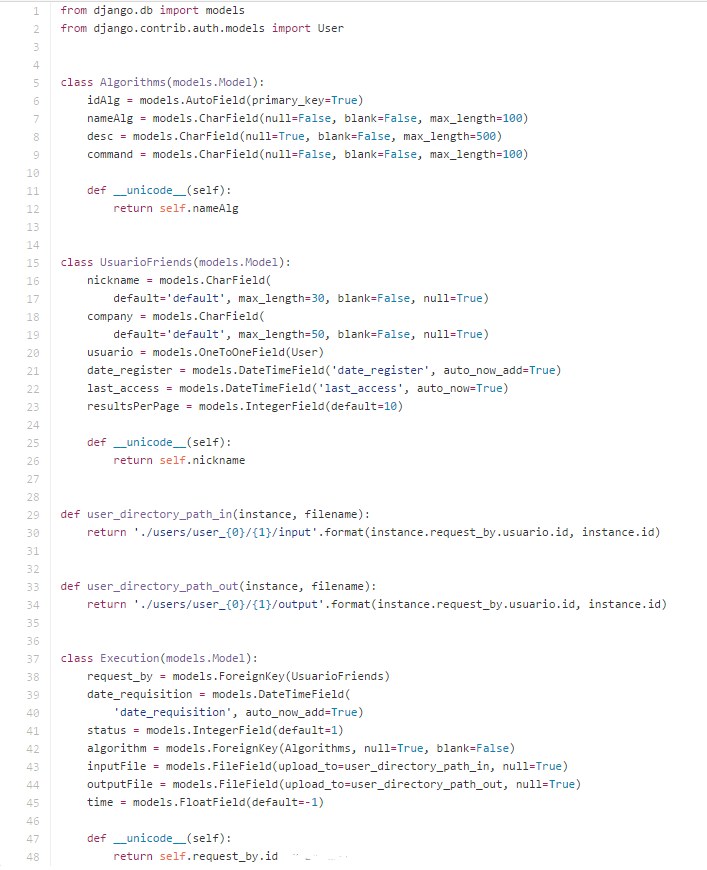 1 from django.db import models
2 from django.contrib.auth.models import User
3
4
5 class Algorithms(models.Model):
6     idAlg = models.AutoField(primary_key=True)
7     nameAlg = models.CharField(null=False, blank=False, max_length=100)
8     desc = models.CharField(null=True, blank=False, max_length=500)
9     command = models.CharField(null=False, blank=False, max_length=100)
10
11     def __unicode__(self):
12         return self.nameAlg
13
14
15 class UsuarioFriends(models.Model):
16     nickname = models.CharField(
17         default='default', max_length=30, blank=False, null=True)
18     company = models.CharField(
19         default='default', max_length=50, blank=False, null=True)
20     usuario = models.OneToOneField(User)
21     date_register = models.DateTimeField('date_register', auto_now_add=True)
22     last_access = models.DateTimeField('last_access', auto_now=True)
23     resultsPerPage = models.IntegerField(default=10)
24
25     def __unicode__(self):
26         return self.nickname
27
28
29 def user_directory_path_in(instance, filename):
30     return './users/user_{0}/{1}/input'.format(instance.request_by.usuario.id, instance.id)
31
32
33 def user_directory_path_out(instance, filename):
34     return './users/user_{0}/{1}/output'.format(instance.request_by.usuario.id, instance.id)
35
36
37 class Execution(models.Model):
38     request_by = models.ForeignKey(UsuarioFriends)
39     date_requisition = models.DateTimeField(
40         'date_requisition', auto_now_add=True)
41     status = models.IntegerField(default=1)
42     algorithm = models.ForeignKey(Algorithms, null=True, blank=False)
43     inputFile = models.FileField(upload_to=user_directory_path_in, null=True)
44     outputFile = models.FileField(upload_to=user_directory_path_out, null=True)
45     time = models.FloatField(default=-1)
46
47     def __unicode__(self):
48         return self.request_by.id